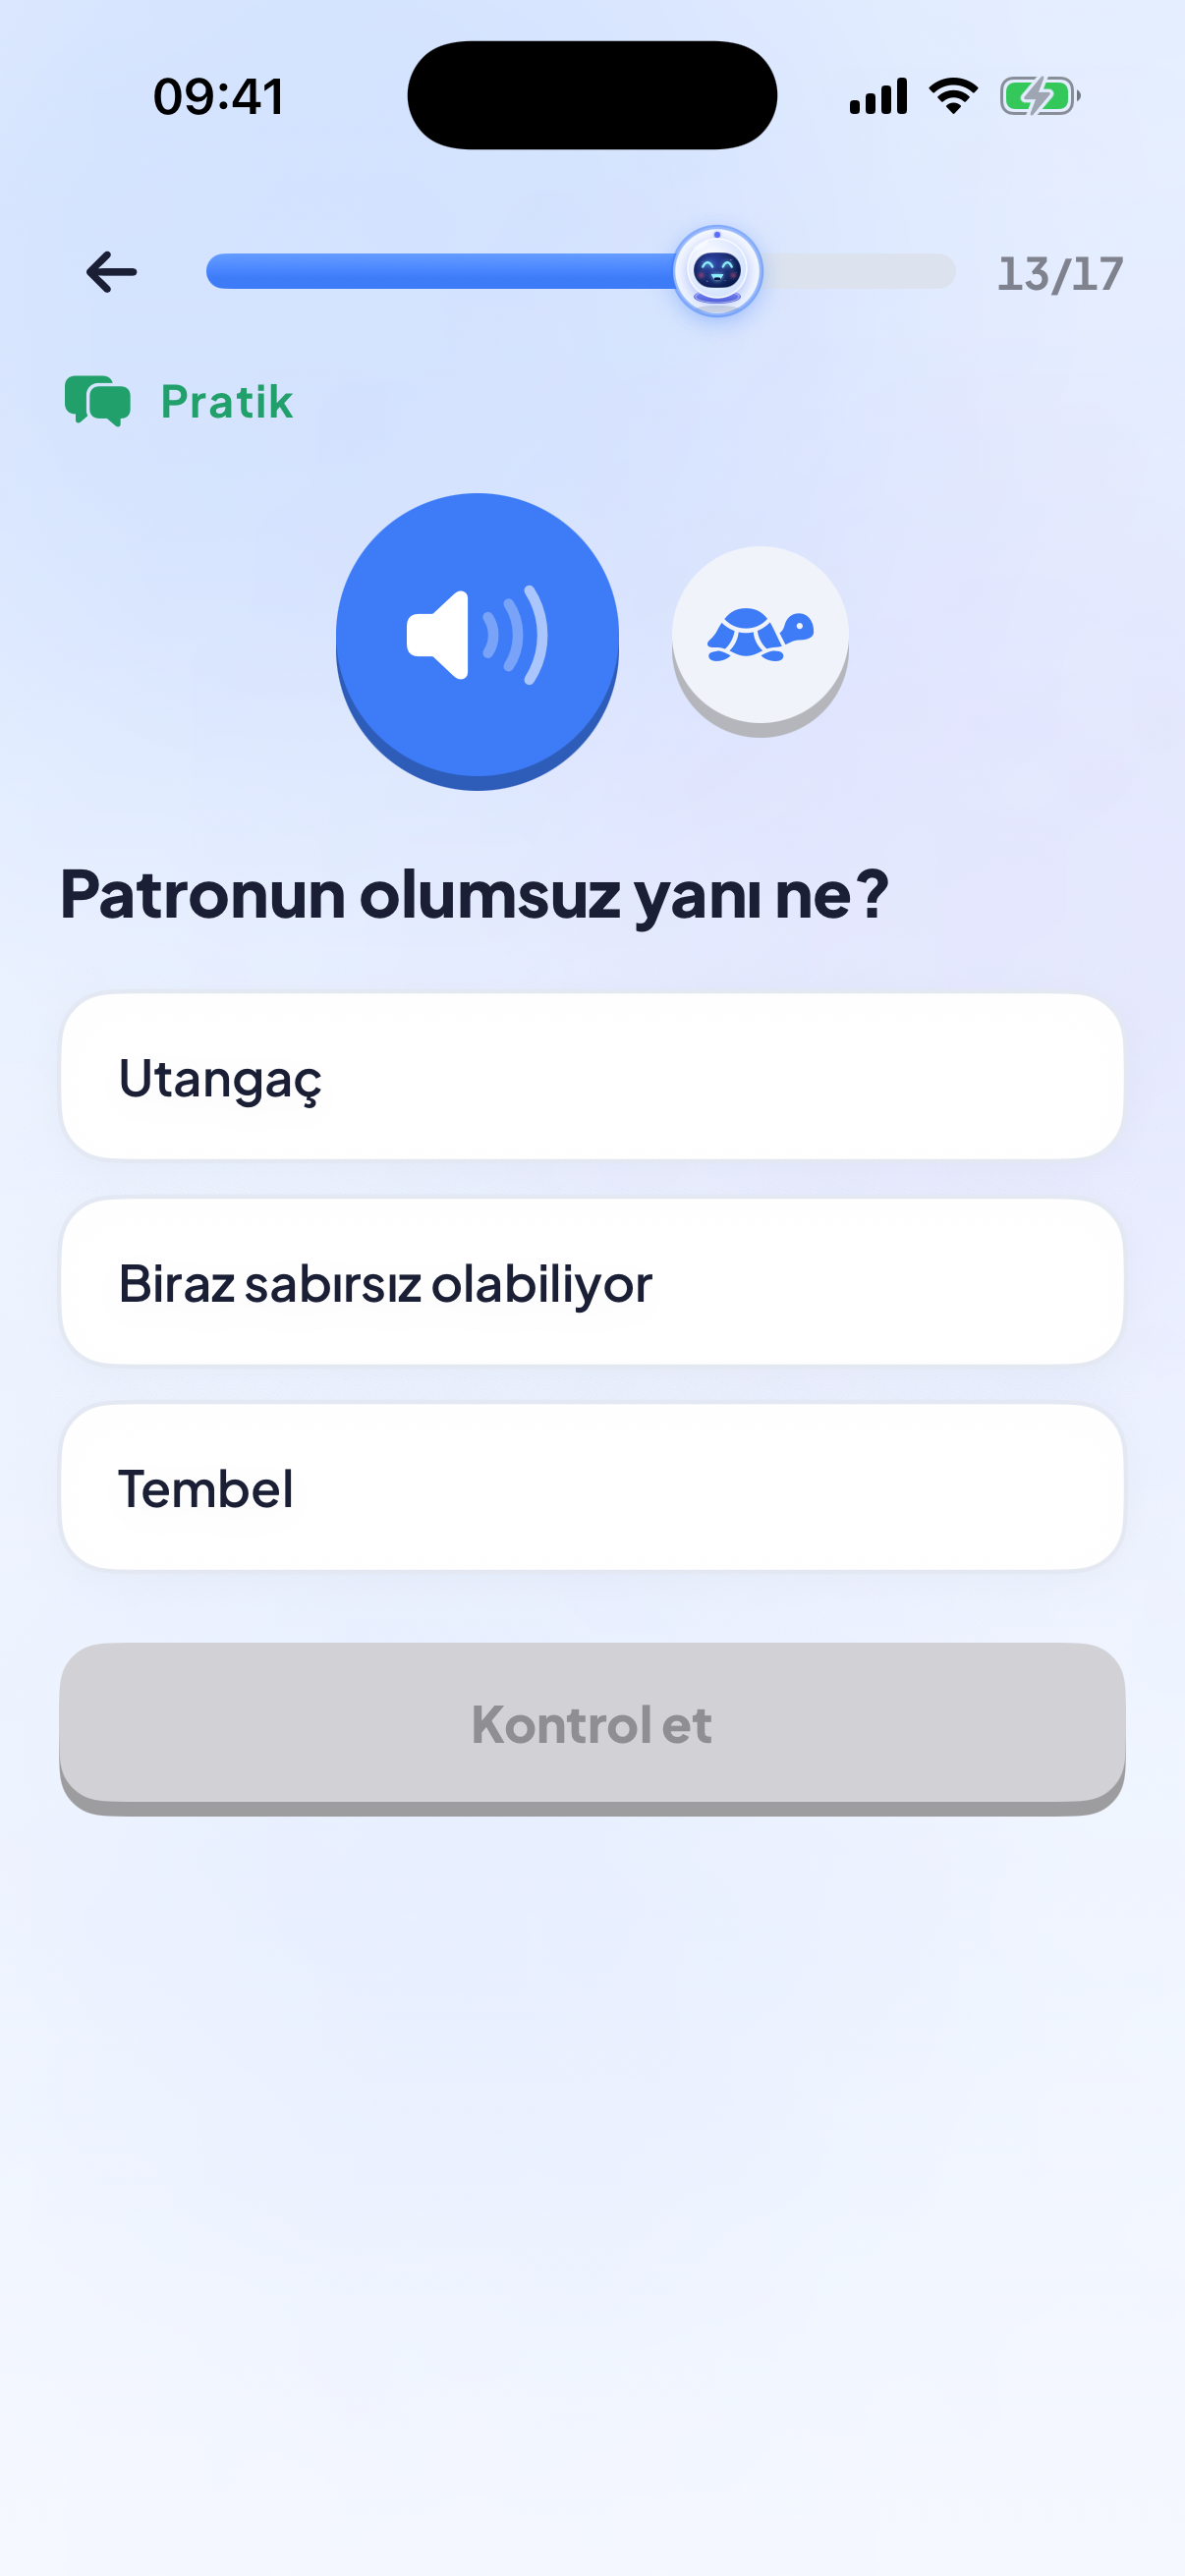 09:41
13/17
Pratik
Patronun olumsuz yanı ne?
Utangaç
Biraz sabırsız olabiliyor
Tembel
Kontrol et